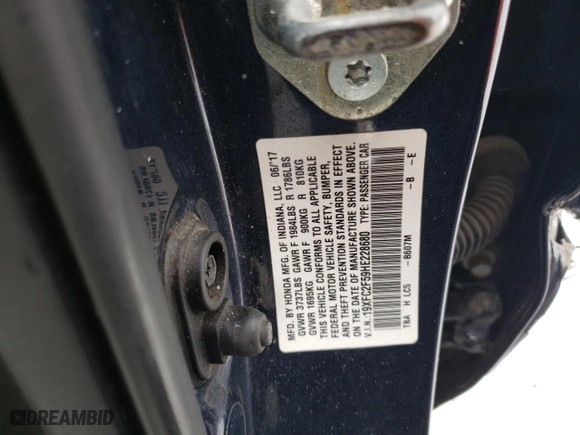 MFD. BY HONDA MFG. OF INDIANA, LLC 06/'17
GVWR 3737LBS GAWR F 1984LBS R 1786LBS
GVWR 1695KG GAWR F 900KG R 810KG
THIS VEHICLE CONFORMS TO ALL APPLICABLE
FEDERAL MOTOR VEHICLE SAFETY, BUMPER,
AND THEFT PREVENTION STANDARDS IN EFFECT
ON THE DATE OF MANUFACTURE SHOWN ABOVE.
V.I.N.:19XFC2F59HE228680 TYPE: PASSENGER CAR
TBA H LC5 -B607M -B -E
DREAMBID